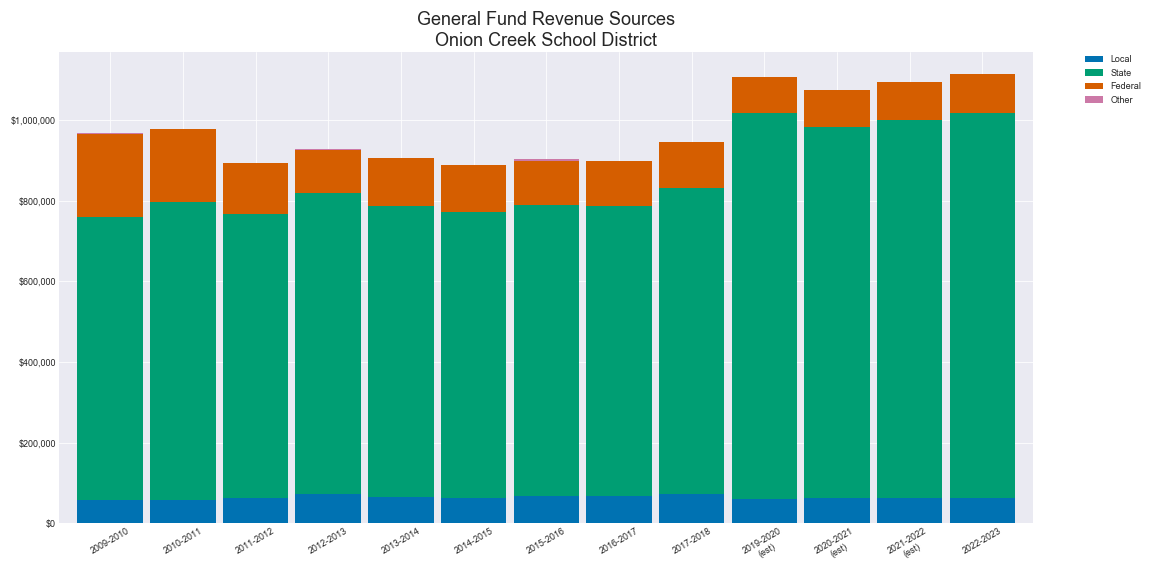 General Fund Revenue Sources
Onion Creek School District
Local
State
Federal
Other
$1,000,000
$800,000
$600,000
$400,000
$200,000
$0
2009-2010
2010-2011
2011-2012
2012-2013
2013-2014
2014-2015
2015-2016
2016-2017
2017-2018
2019-2020
(est)
2020-2021
(est)
2021-2022
(est)
2022-2023